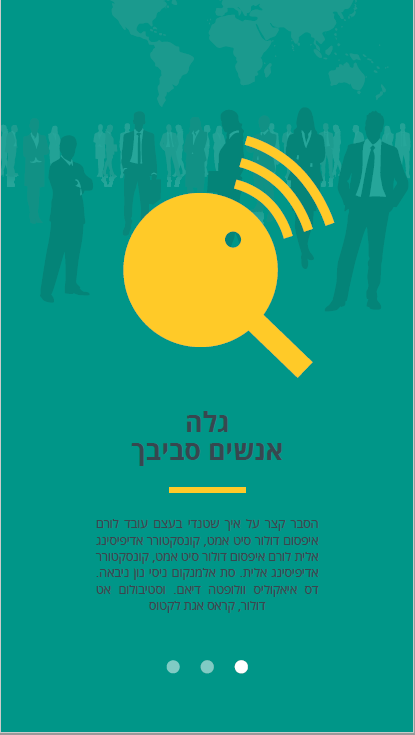 גלה
אנשים סביבך
הסבר קצר על איך שטנדי בעצם עובד לורם
איפסום דולור סיט אמט, קונסקטורר אדיפיסינג
אלית לורם איפסום דולור סיט אמט, קונסקטורר
אדיפיסינג אלית. סת אלמנקום ניסי נון ניבאה.
דס איאקוליס וולופטה דיאם. וסטיבולום אט
דולור, קראס אגת לקטוס